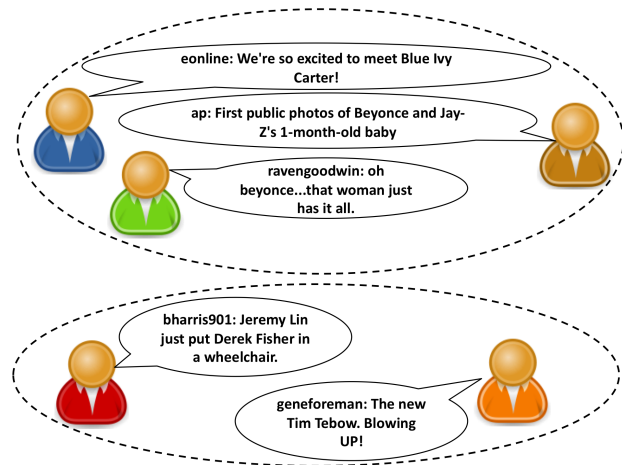 eonline: We're so excited to meet Blue Ivy
Carter!
ap: First public photos of Beyonce and Jay-
Z's 1-month-old baby
ravengoodwin: oh
beyonce...that woman just
has it all.
bharris901: Jeremy Lin
just put Derek Fisher in
a wheelchair.
geneforeman: The new
Tim Tebow. Blowing
UP!